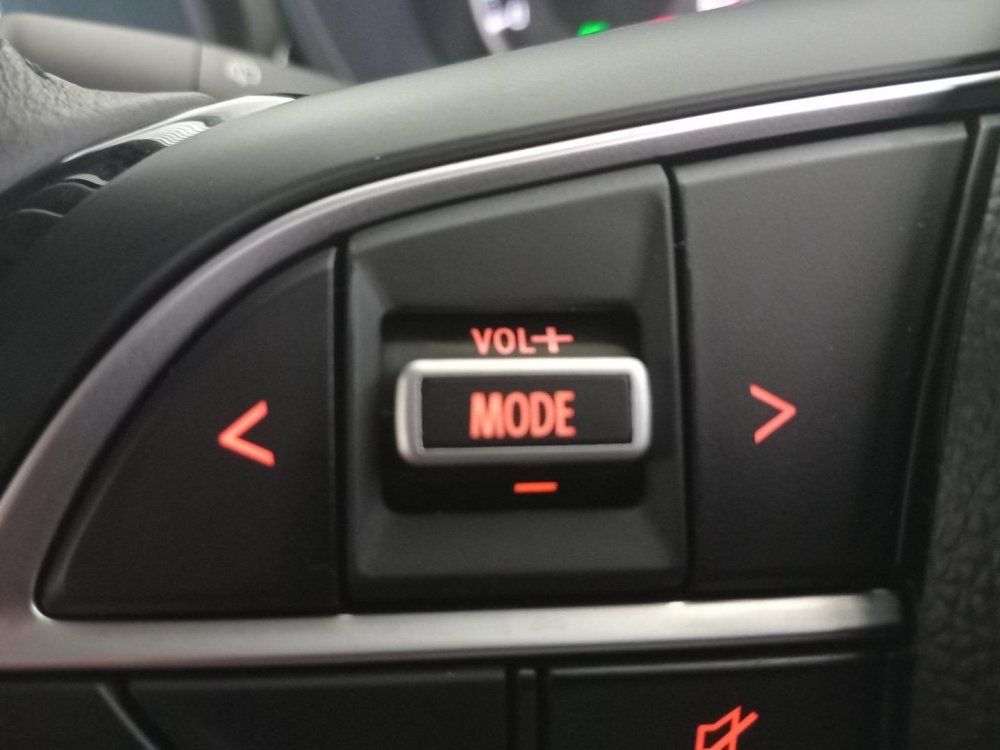 VOL+
< MODE >
-